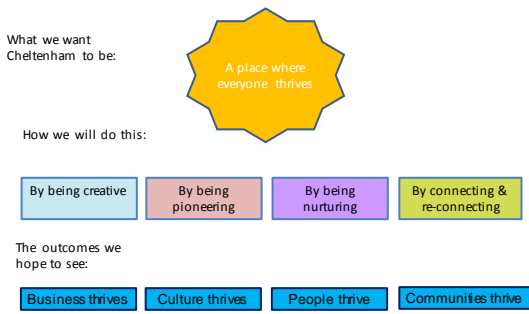 What we want
Cheltenham to be:
A place where
everyone thrives
How we will do this:
By being creative
By being
pioneering
By being
nurturing
By connecting &
re-connecting
The outcomes we
hope to see:
Business thrives
Culture thrives
People thrive
Communities thrive